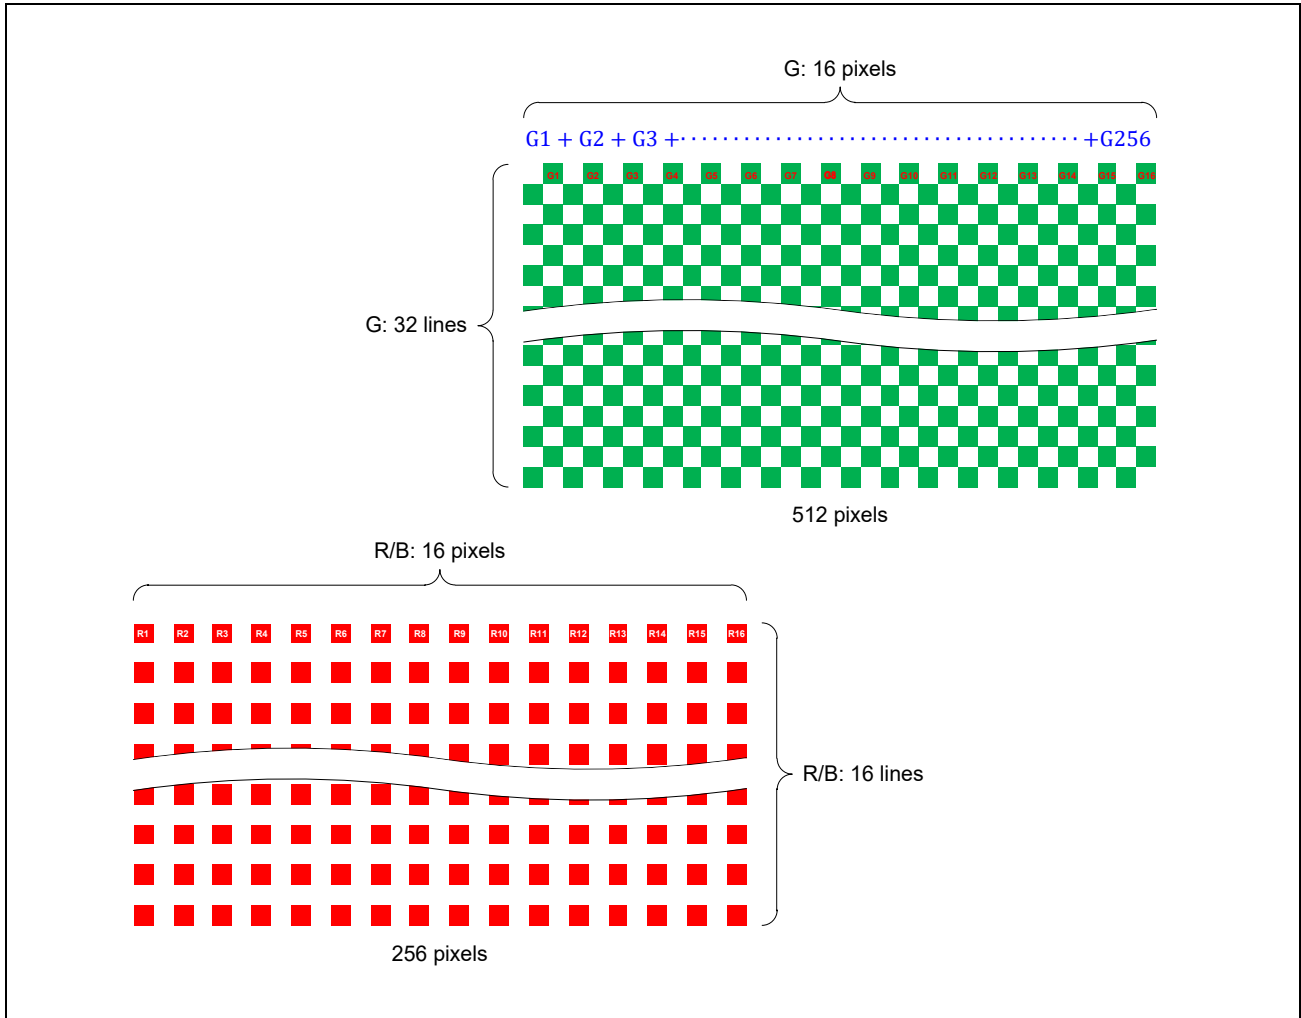 G: 16 pixels
G1 + G2 + G3 +·······································+G256
G1 G2 G3 G4 G5 G6 G7 G8 G9 G10 G11 G12 G13 G14 G15 G16
G: 32 lines
512 pixels
R/B: 16 pixels
R1 R2 R3 R4 R5 R6 R7 R8 R9 R10 R11 R12 R13 R14 R15 R16
R/B: 16 lines
256 pixels